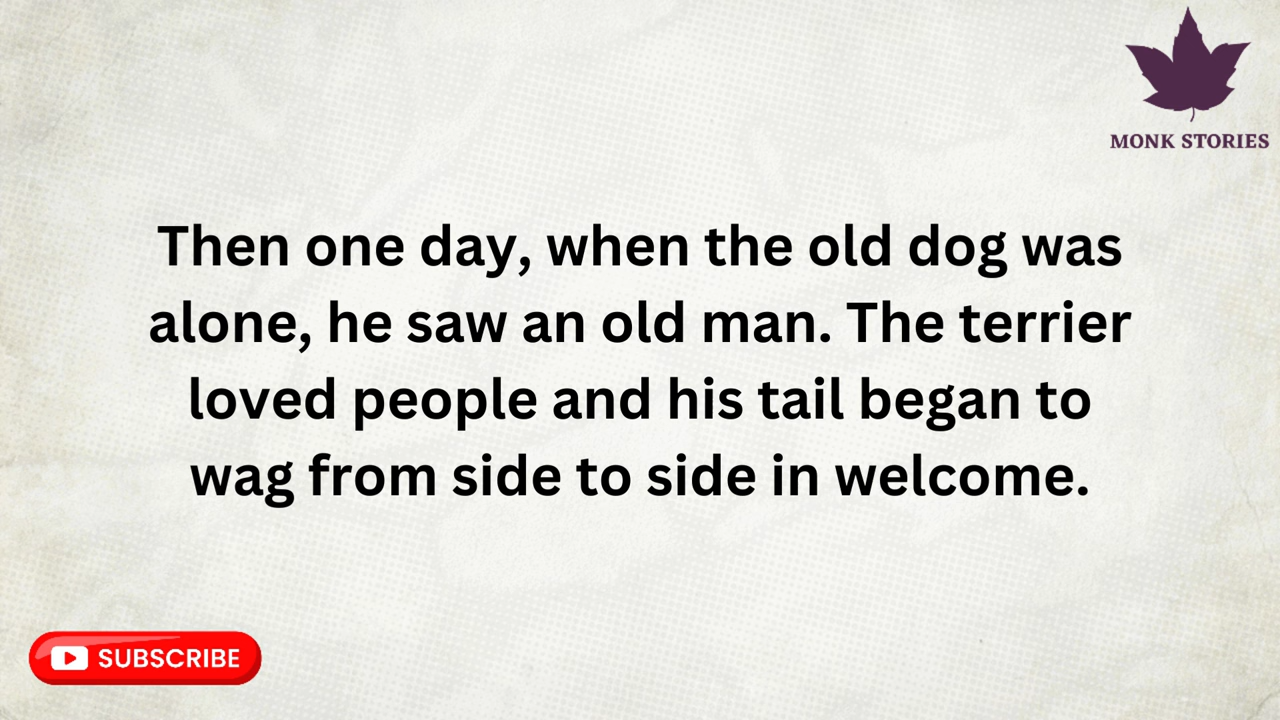 MONK STORIES
Then one day, when the old dog was
alone, he saw an old man. The terrier
loved people and his tail began to
wag from side to side in welcome.
SUBSCRIBE